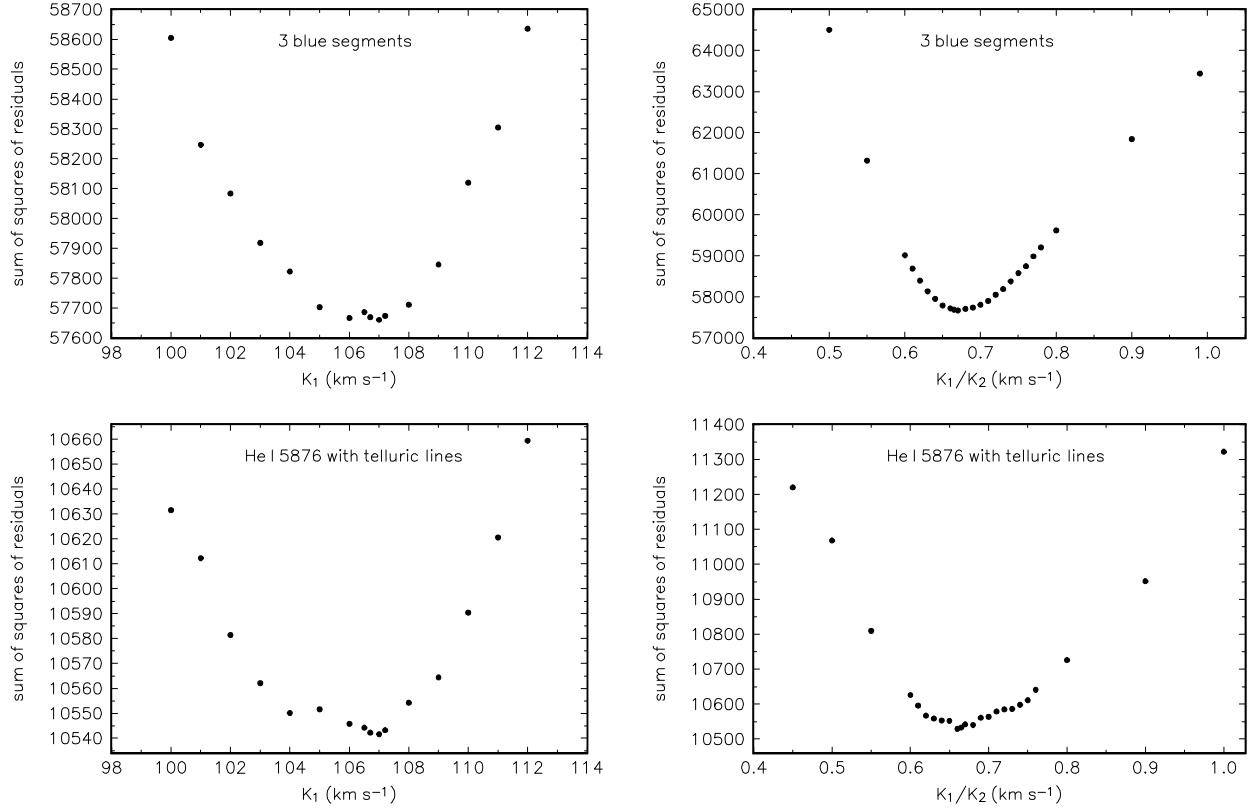 58700
58600
58500
58400
58300
58200
58100
58000
57900
57800
57700
57600
sum of squares of residuals
3 blue segments
98 100 102 104 106 108 110 112 114
K₁ (km s⁻¹)
65000
64000
63000
62000
61000
60000
59000
58000
57000
sum of squares of residuals
3 blue segments
0.4 0.5 0.6 0.7 0.8 0.9 1.0
K₁/K₂ (km s⁻¹)
10660
10650
10640
10630
10620
10610
10600
10590
10580
10570
10560
10550
10540
sum of squares of residuals
He I 5876 with telluric lines
98 100 102 104 106 108 110 112 114
K₁ (km s⁻¹)
11400
11300
11200
11100
11000
10900
10800
10700
10600
10500
sum of squares of residuals
He I 5876 with telluric lines
0.4 0.5 0.6 0.7 0.8 0.9 1.0
K₁/K₂ (km s⁻¹)